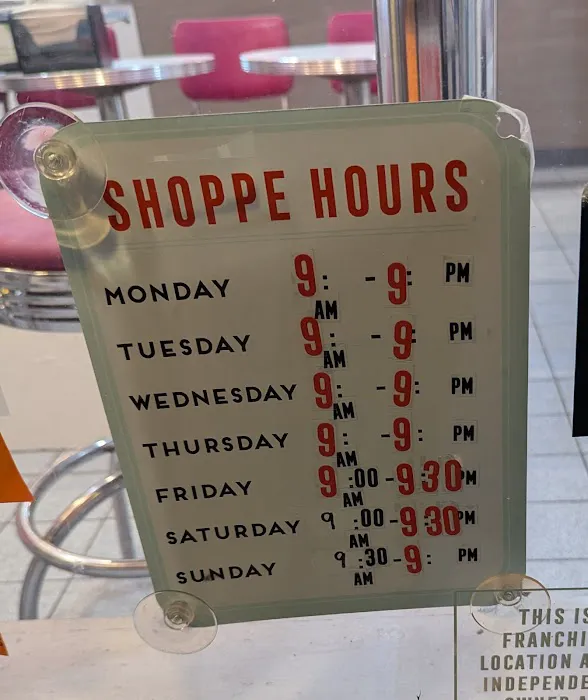 SHOPPE HOURS
MONDAY 9: AM - 9: PM
TUESDAY 9: AM - 9: PM
WEDNESDAY 9: AM - 9: PM
THURSDAY 9: AM - 9: PM
FRIDAY 9:00 AM - 9:30 PM
SATURDAY 9:00 AM - 9:30 PM
SUNDAY 9:30 AM - 9: PM
THIS IS
FRANCHI
LOCATION A
INDEPENDE